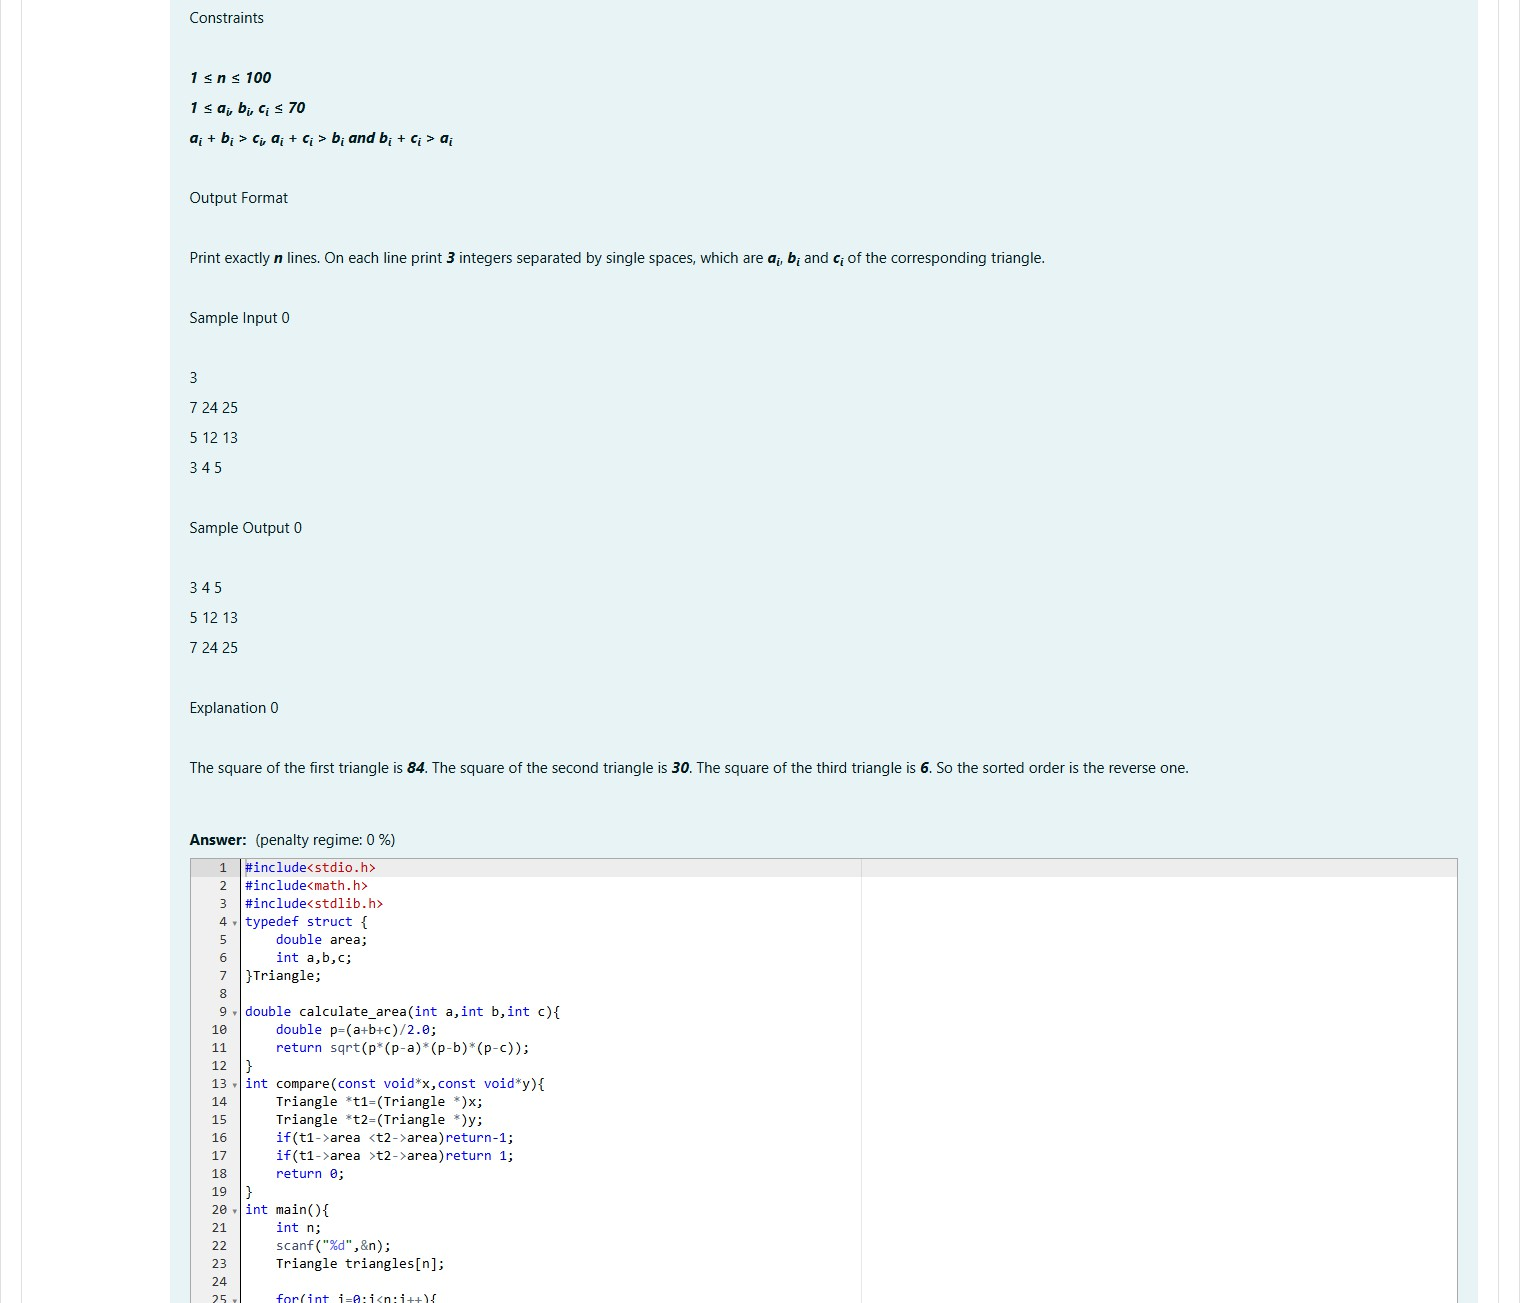 Constraints
1 ≤ n ≤ 100
1 ≤ aᵢ, bᵢ, cᵢ ≤ 70
aᵢ + bᵢ > cᵢ, aᵢ + cᵢ > bᵢ and bᵢ + cᵢ > aᵢ
Output Format
Print exactly n lines. On each line print 3 integers separated by single spaces, which are aᵢ, bᵢ and cᵢ of the corresponding triangle.
Sample Input 0
3
7 24 25
5 12 13
3 4 5
Sample Output 0
3 4 5
5 12 13
7 24 25
Explanation 0
The square of the first triangle is 84. The square of the second triangle is 30. The square of the third triangle is 6. So the sorted order is the reverse one.
Answer: (penalty regime: 0 %)
1 #include<stdio.h>
2 #include<math.h>
3 #include<stdlib.h>
4 typedef struct {
5     double area;
6     int a,b,c;
7 }Triangle;
8
9 double calculate_area(int a,int b,int c){
10     double p=(a+b+c)/2.0;
11     return sqrt(p*(p-a)*(p-b)*(p-c));
12 }
13 int compare(const void*x,const void*y){
14     Triangle *t1=(Triangle *)x;
15     Triangle *t2=(Triangle *)y;
16     if(t1->area <t2->area)return-1;
17     if(t1->area >t2->area)return 1;
18     return 0;
19 }
20 int main(){
21     int n;
22     scanf("%d",&n);
23     Triangle triangles[n];
24
25     for(int i=0;i<n;i++){